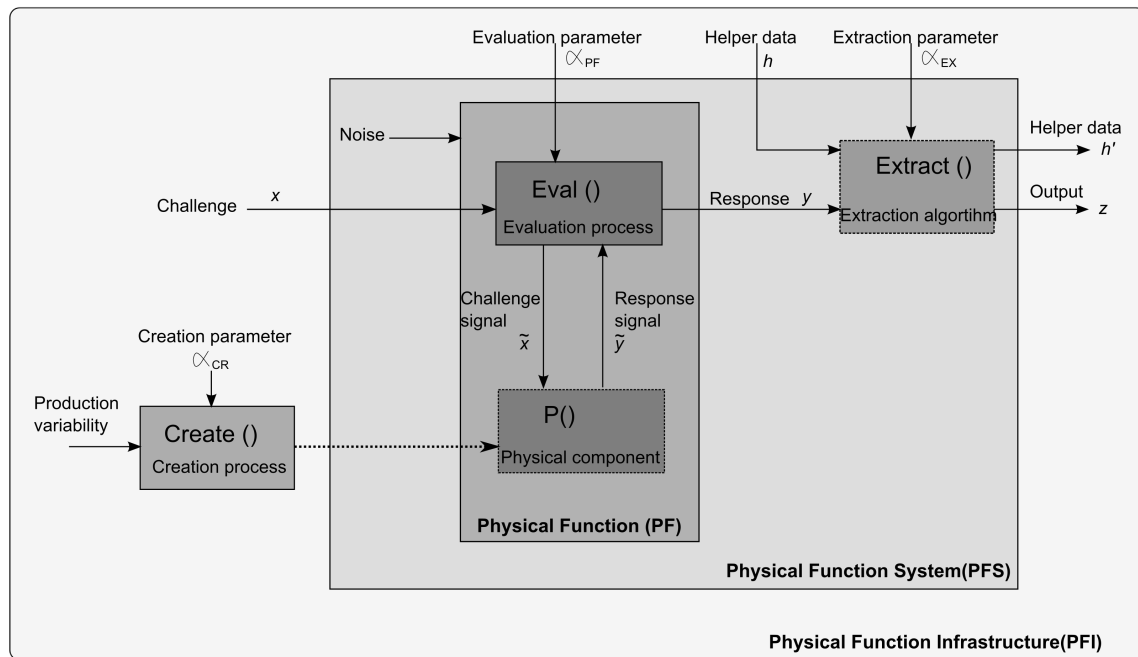 Evaluation parameter
∝PF
Helper data
h
Extraction parameter
∝EX
Noise
Helper data
h'
Eval ()
Evaluation process
Extract ()
Extraction algortihm
Challenge
x
Response y
Output
z
Challenge
signal
x̃
Response
signal
ỹ
Creation parameter
∝CR
Production
variability
Create ()
Creation process
P()
Physical component
Physical Function (PF)
Physical Function System(PFS)
Physical Function Infrastructure(PFI)